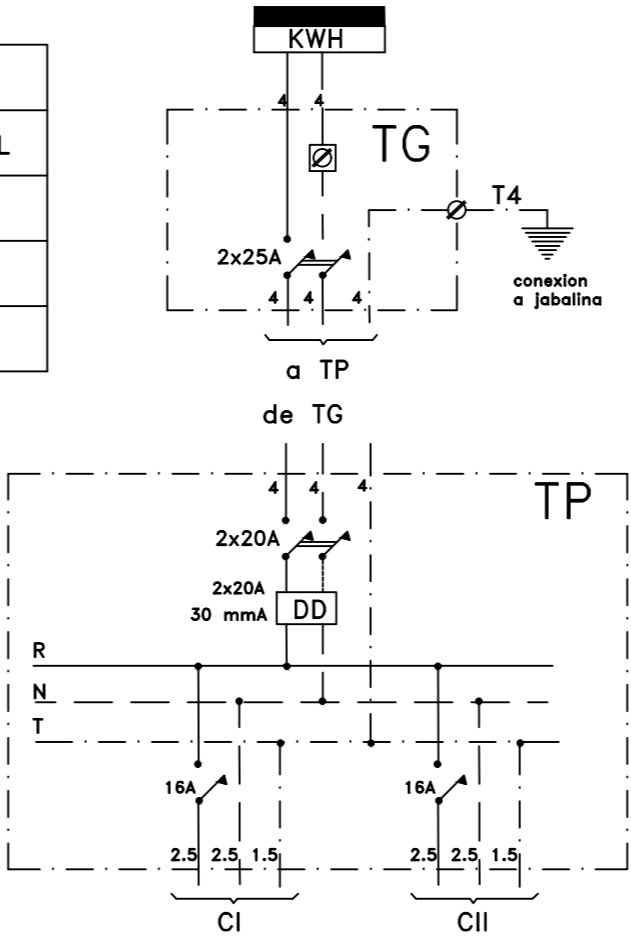 KWH
L
4 4
TG
T4
2x25A
4 4 4
conexion
a jabalina
a TP
de TG
4 4 4
TP
2x20A
2x20A
30 mmA
DD
R
N
T
16A 16A
2.5 2.5 1.5 2.5 2.5 1.5
CI CII